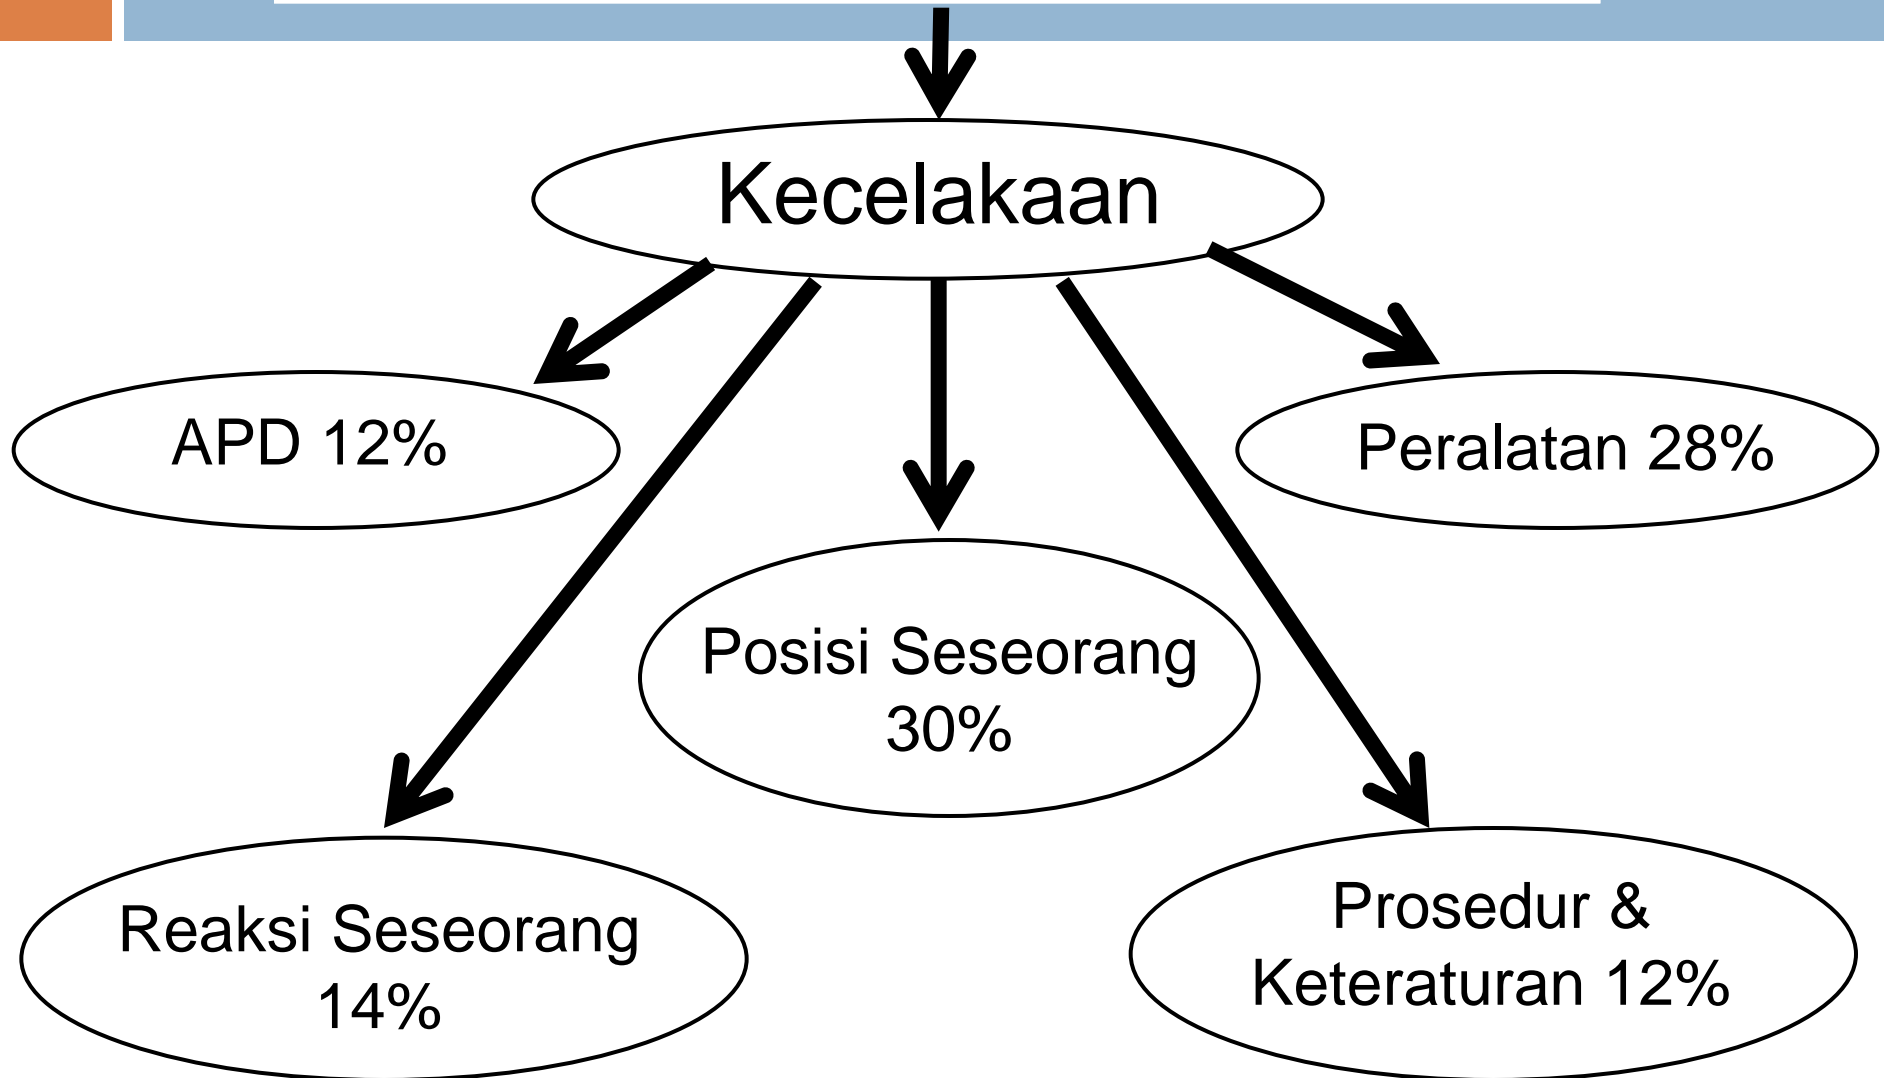 Kecelakaan
APD 12%
Peralatan 28%
Posisi Seseorang
30%
Reaksi Seseorang
14%
Prosedur &
Keteraturan 12%